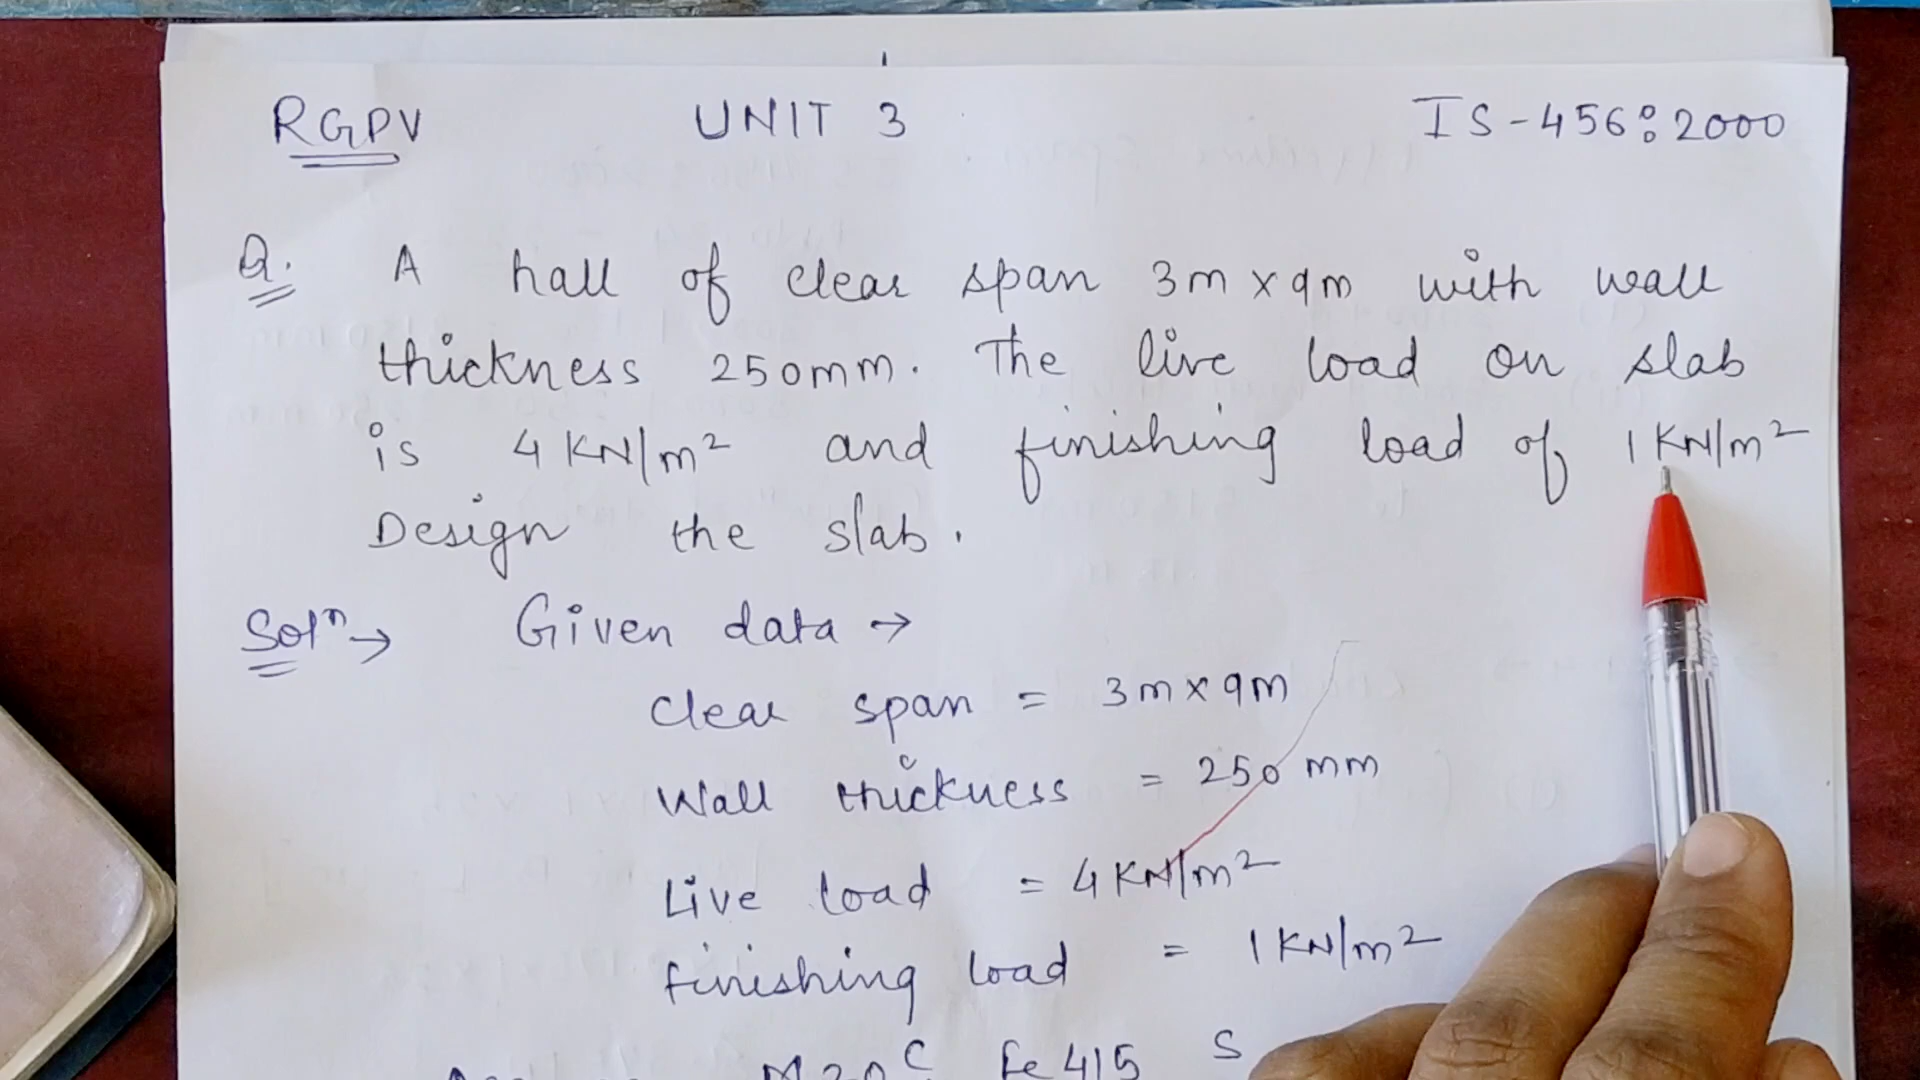 RGPV UNIT 3 IS-456:2000
Q. A hall of clear span 3m x 9m with wall
thickness 250mm. The live load on slab
is 4 KN/m² and finishing load of 1 KN/m²
Design the slab.
Solⁿ → Given data →
Clear span = 3m x 9m
Wall thickness = 250 mm
Live load = 4 KN/m²
finishing load = 1 KN/m²
M20 & Fe 415